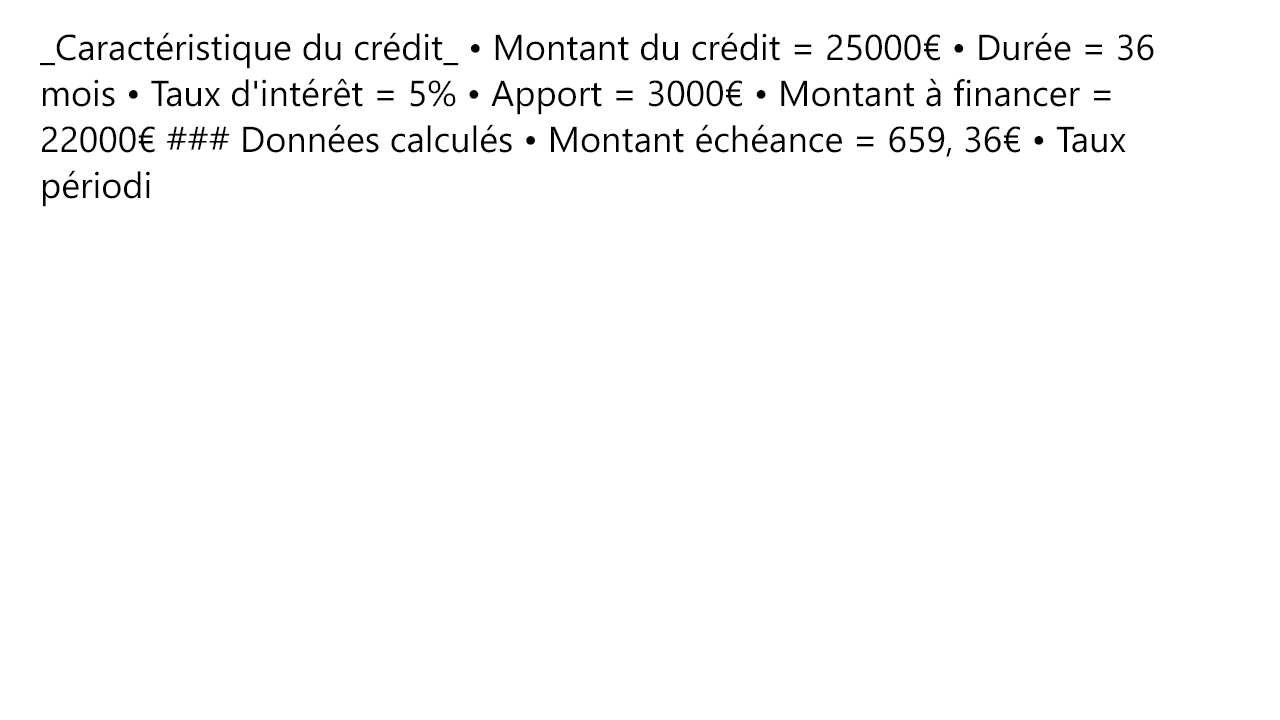 _Caractéristique du crédit_ • Montant du crédit = 25000€ • Durée = 36
mois • Taux d'intérêt = 5% • Apport = 3000€ • Montant à financer =
22000€ ### Données calculés • Montant échéance = 659, 36€ • Taux
périodi